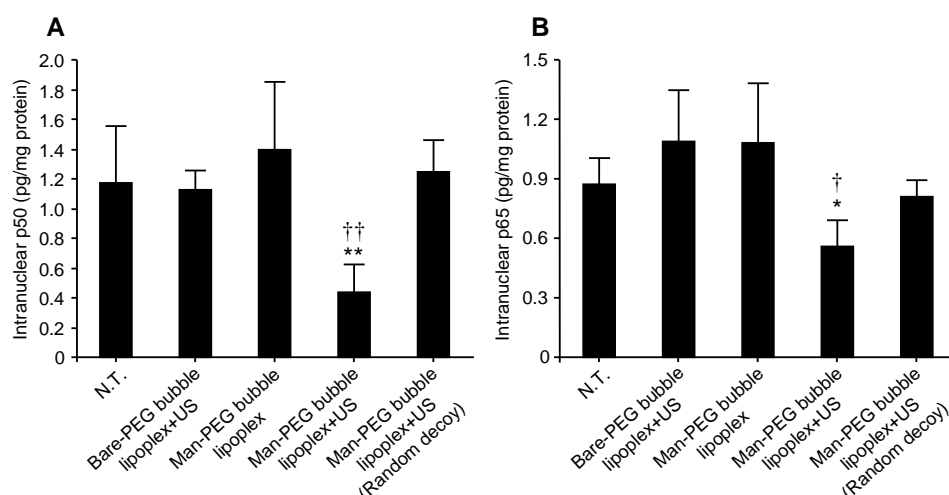 A
Intranuclear p50 (pg/mg protein)
2.0
1.8
1.6
1.4
1.2
1.0
0.8
0.6
0.4
0.2
0
††
**
N.T.
Bare-PEG bubble
lipoplex+US
Man-PEG bubble
lipoplex
Man-PEG bubble
lipoplex+US
Man-PEG bubble
lipoplex+US
(Random decoy)
B
Intranuclear p65 (pg/mg protein)
1.5
1.2
0.9
0.6
0.3
0
†
*
N.T.
Bare-PEG bubble
lipoplex+US
Man-PEG bubble
lipoplex
Man-PEG bubble
lipoplex+US
Man-PEG bubble
lipoplex+US
(Random decoy)